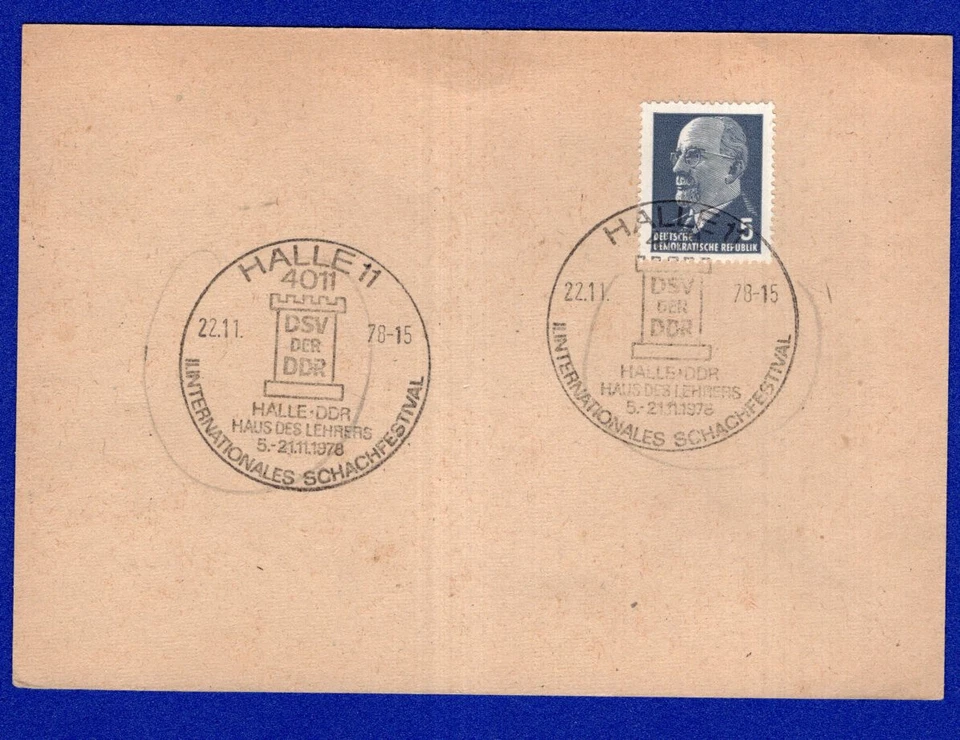 HALLE 11
4011
22.11. 78-15
DSV
DER
DDR
HALLE·DDR
HAUS DES LEHRERS
5.-21.11.1978
II.INTERNATIONALES SCHACHFESTIVAL
5
DEUTSCHE
DEMOKRATISCHE REPUBLIK
HALLE 11
22.11. 78-15
DSV
DER
DDR
HALLE·DDR
HAUS DES LEHRERS
5.-21.11.1978
II.INTERNATIONALES SCHACHFESTIVAL